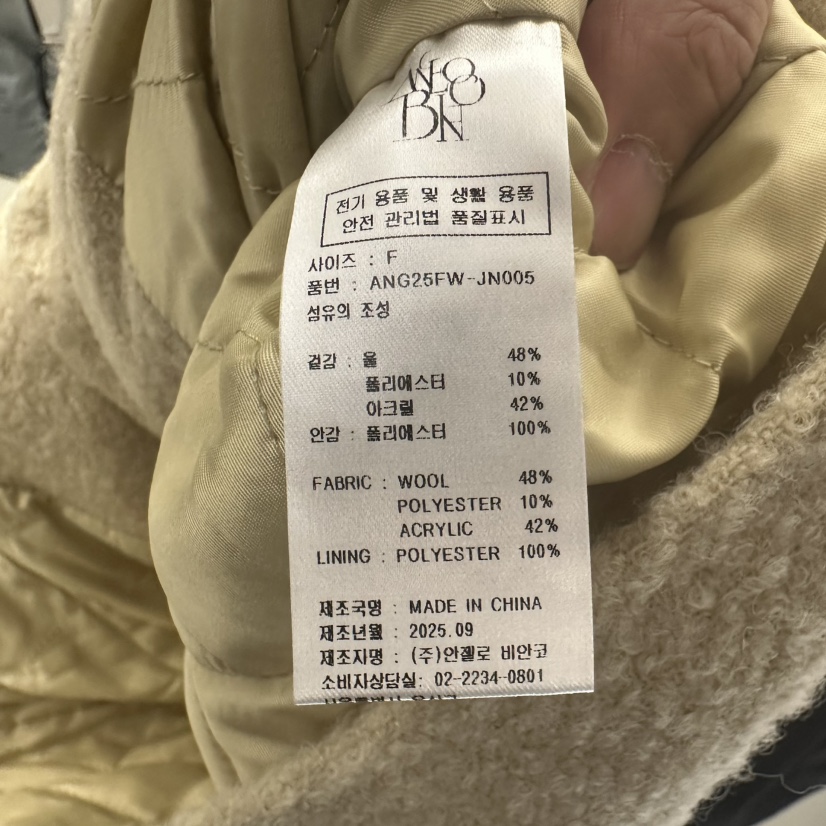 전기 용품 및 생활 용품
안전 관리법 품질표시
사이즈 : F
품번 : ANG25FW-JN005
섬유의 조성
겉감 : 울 48%
폴리에스터 10%
아크릴 42%
안감 : 폴리에스터 100%
FABRIC : WOOL 48%
POLYESTER 10%
ACRYLIC 42%
LINING : POLYESTER 100%
제조국명 : MADE IN CHINA
제조년월 : 2025.09
제조자명 : (주)안젤로 비안코
소비자상담실: 02-2234-0801